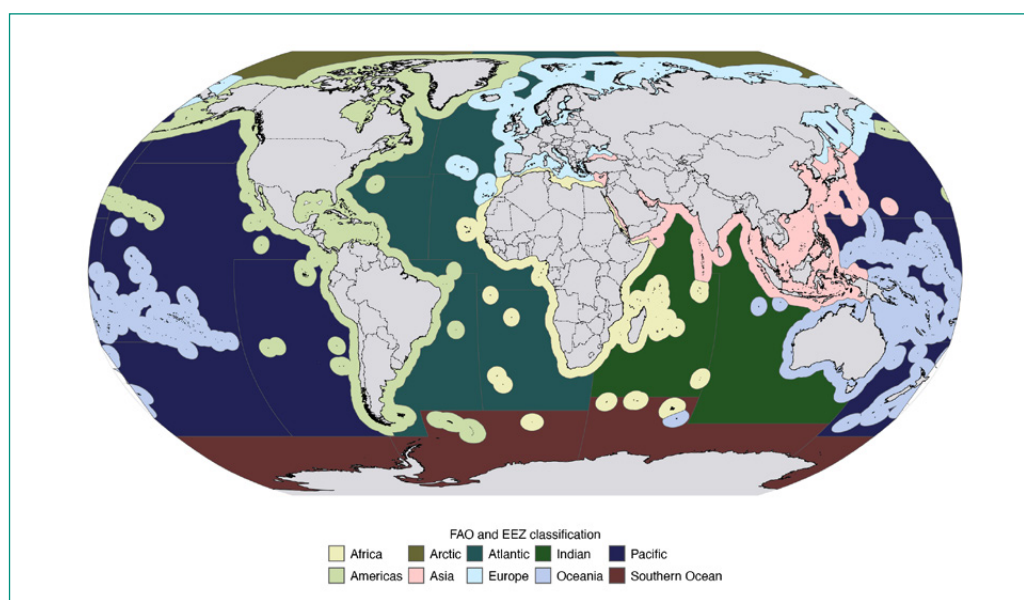 FAO and EEZ classification
Africa Arctic Atlantic Indian Pacific
Americas Asia Europe Oceania Southern Ocean